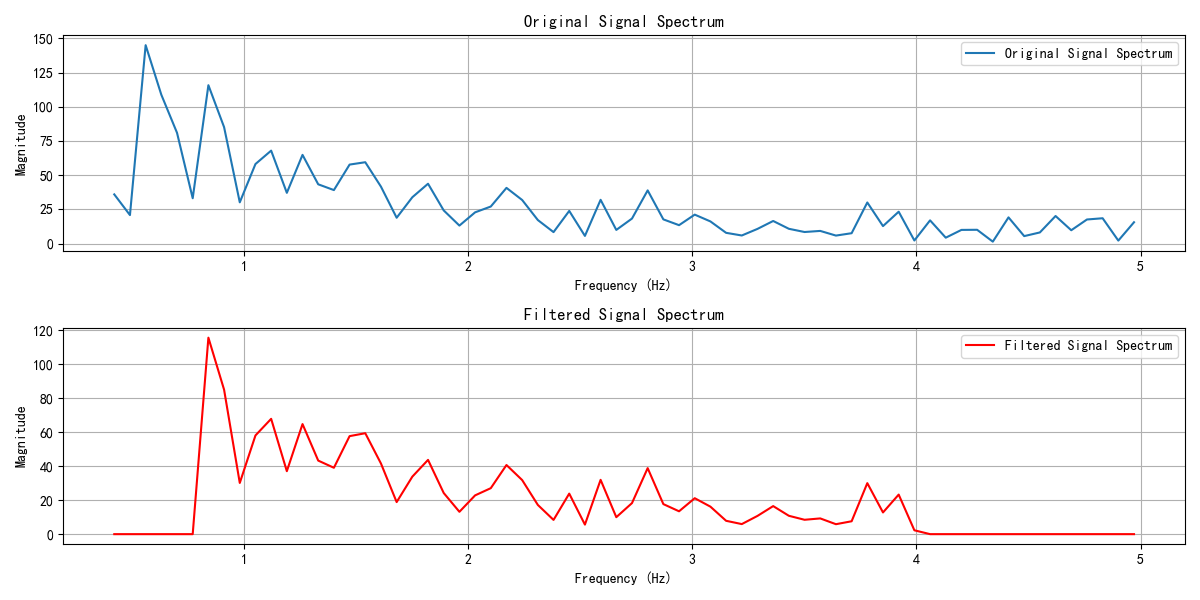 Original Signal Spectrum
150
125
100
75
50
25
0
Magnitude
Original Signal Spectrum
1 2 3 4 5
Frequency (Hz)
Filtered Signal Spectrum
120
100
80
60
40
20
0
Magnitude
Filtered Signal Spectrum
1 2 3 4 5
Frequency (Hz)